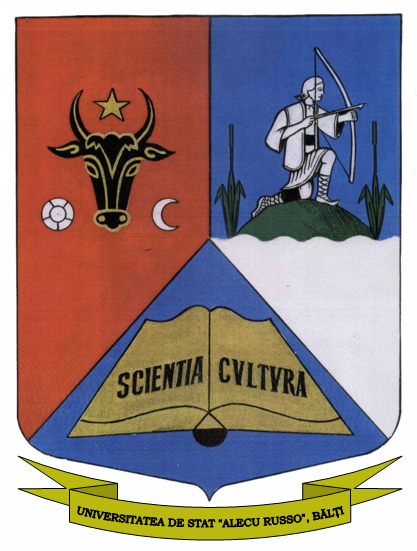 SCIENTIA CVLTVRA
UNIVERSITATEA DE STAT "ALECU RUSSO", BĂLȚI